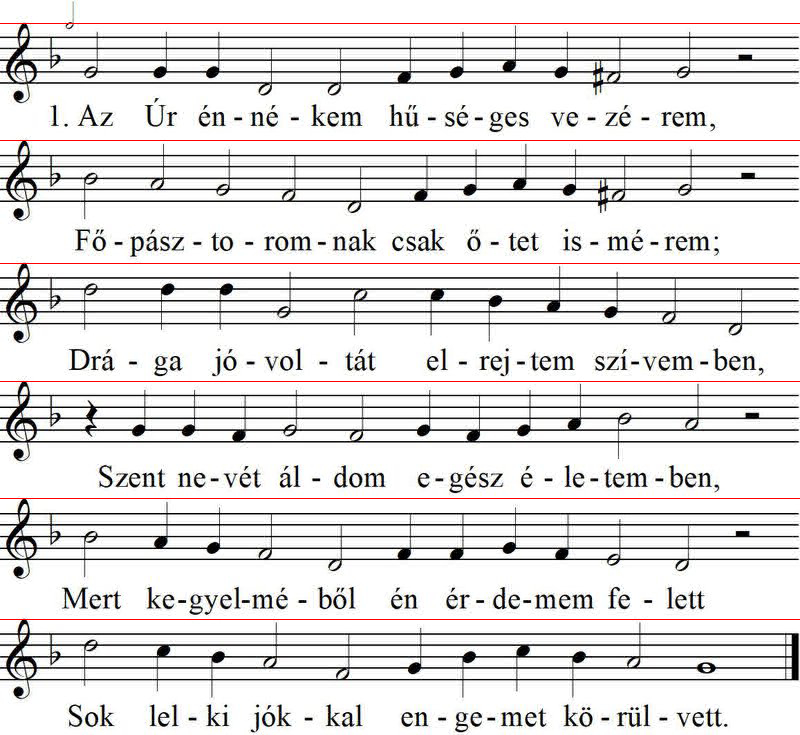 1. Az Úr én - né - kem hű - sé - ges ve - zé - rem,
Fő - pász - to - rom - nak csak ő - tet is - mé - rem;
Drá - ga jó - vol - tát el - rej - tem szí - vem - ben,
Szent ne - vét ál - dom e - gész é - le - tem - ben,
Mert ke - gyel - mé - ből én ér - de - mem fe - lett
Sok lel - ki jók - kal en - ge - met kö - rül - vett.